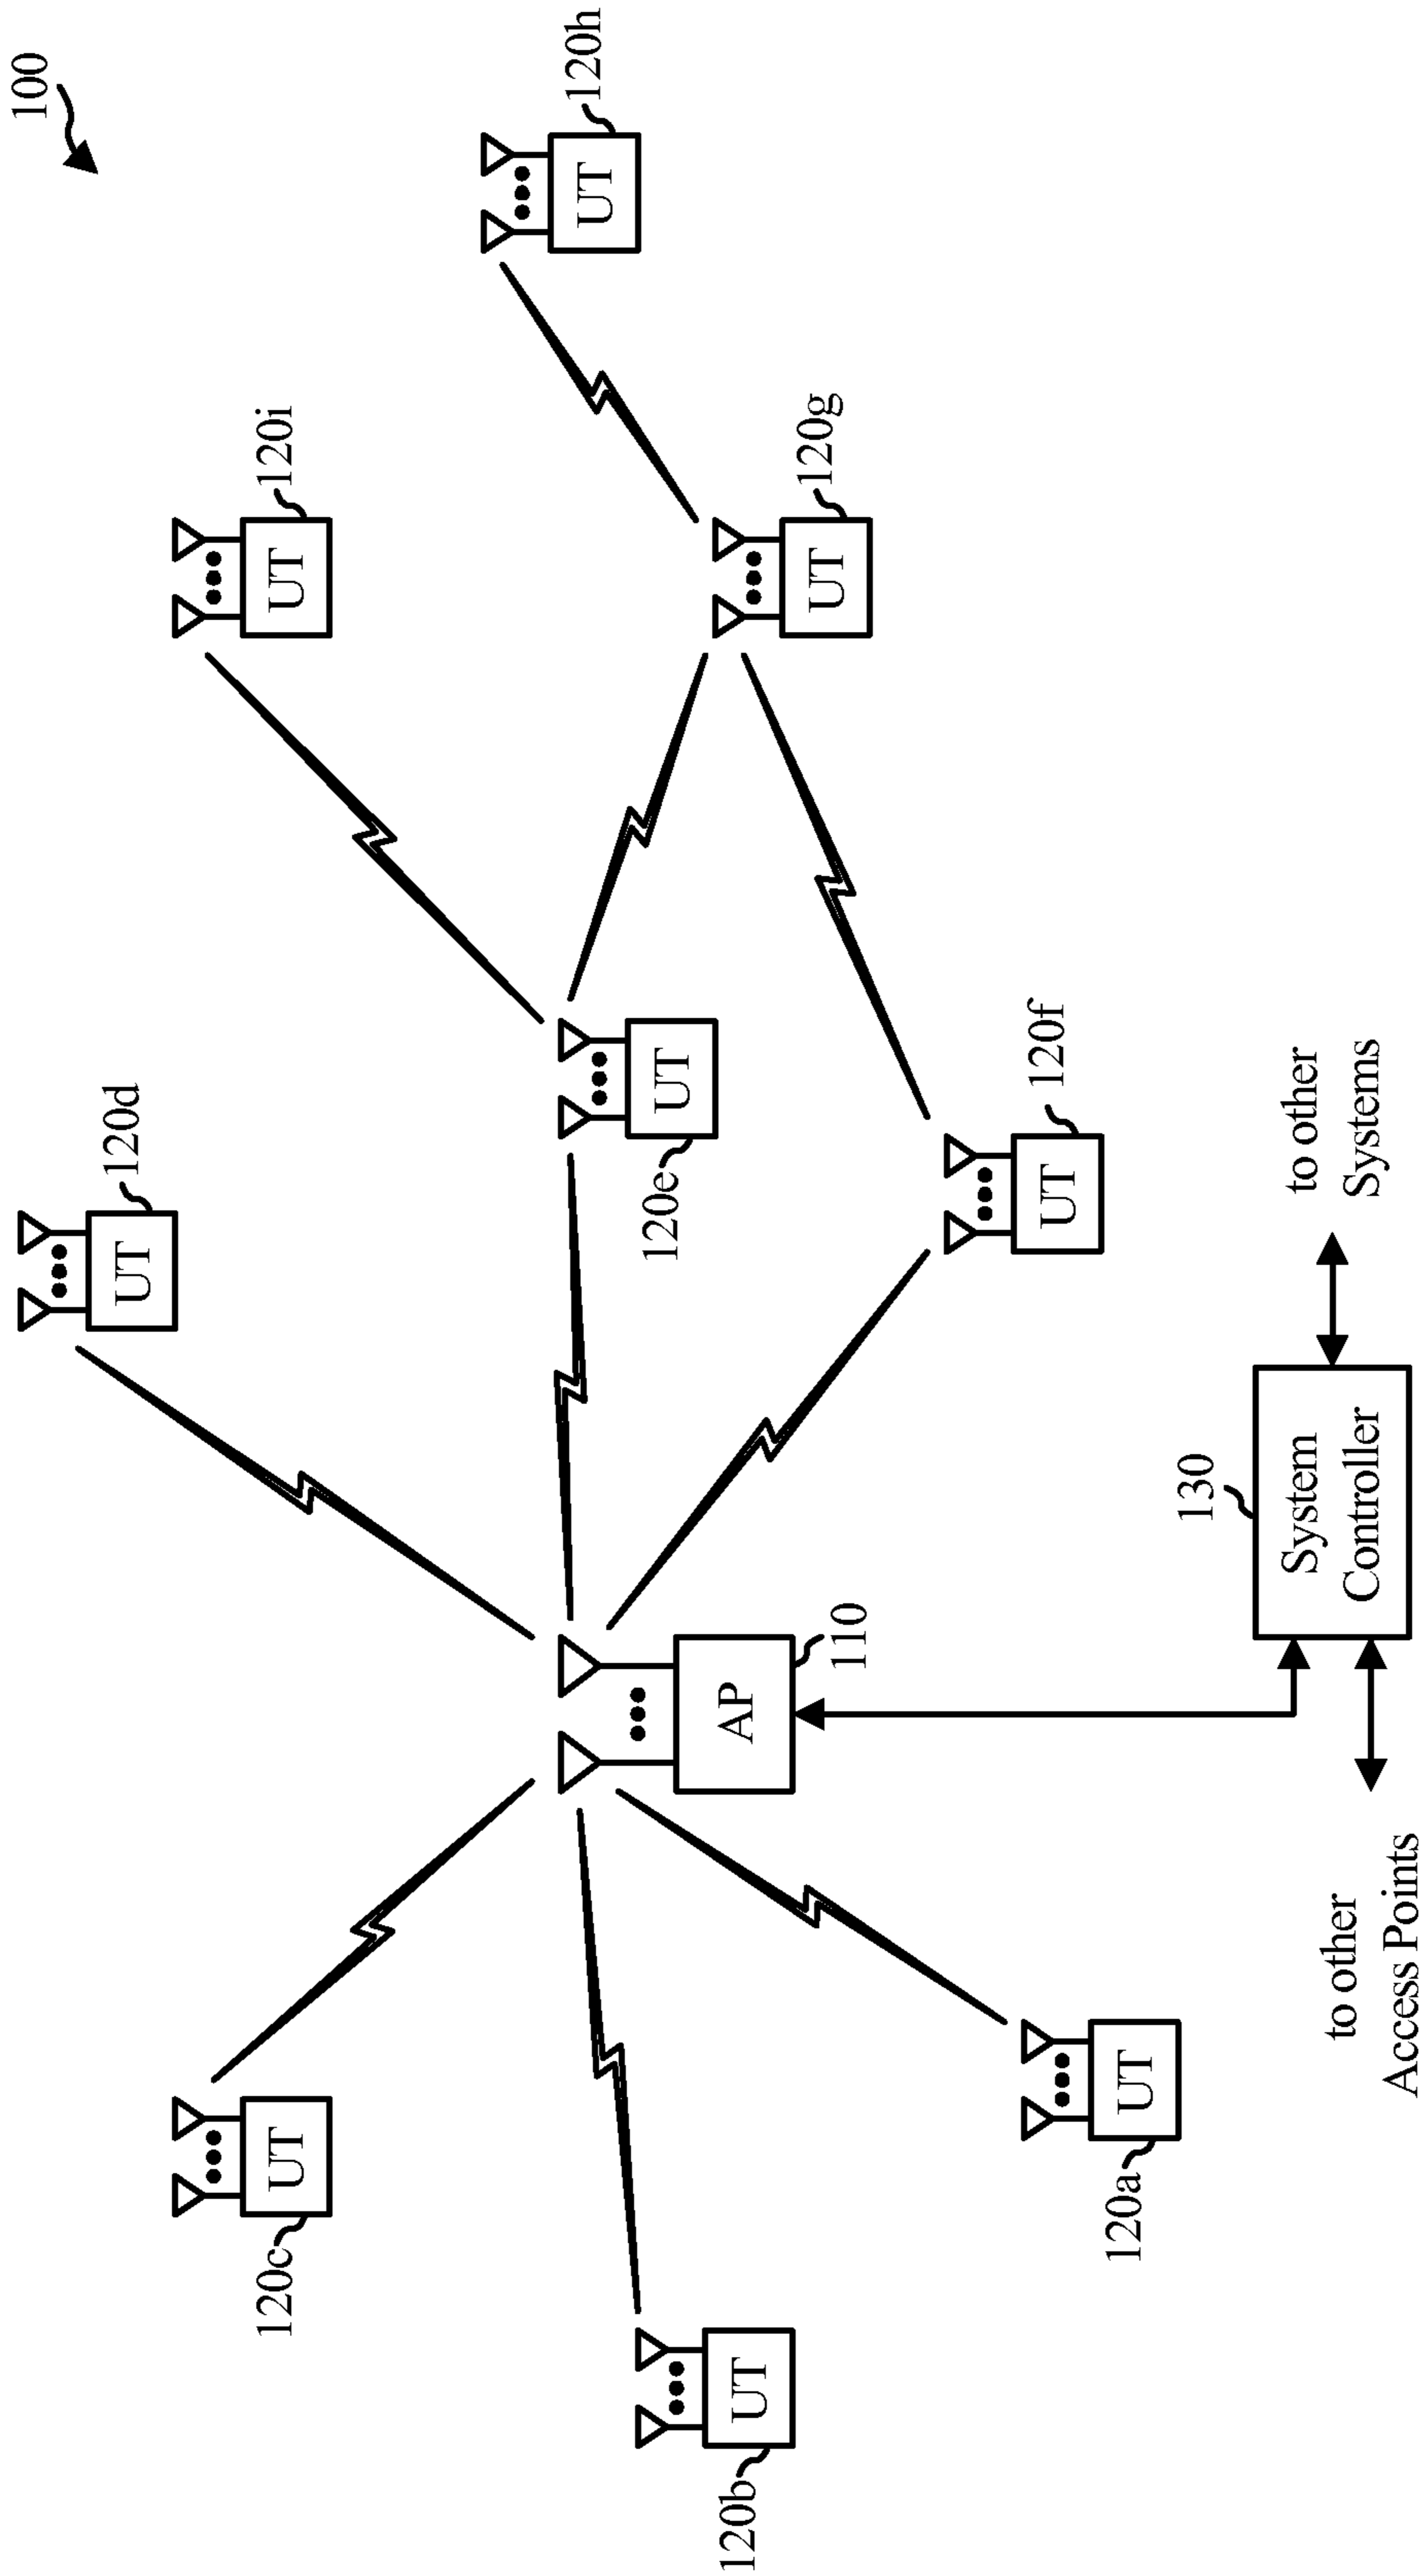 100
120d
UT
120i
UT
120c
UT
120h
UT
120e
UT
AP
110
120b
UT
120g
UT
120f
UT
120a
UT
130
System
Controller
to other
Systems
to other
Access Points